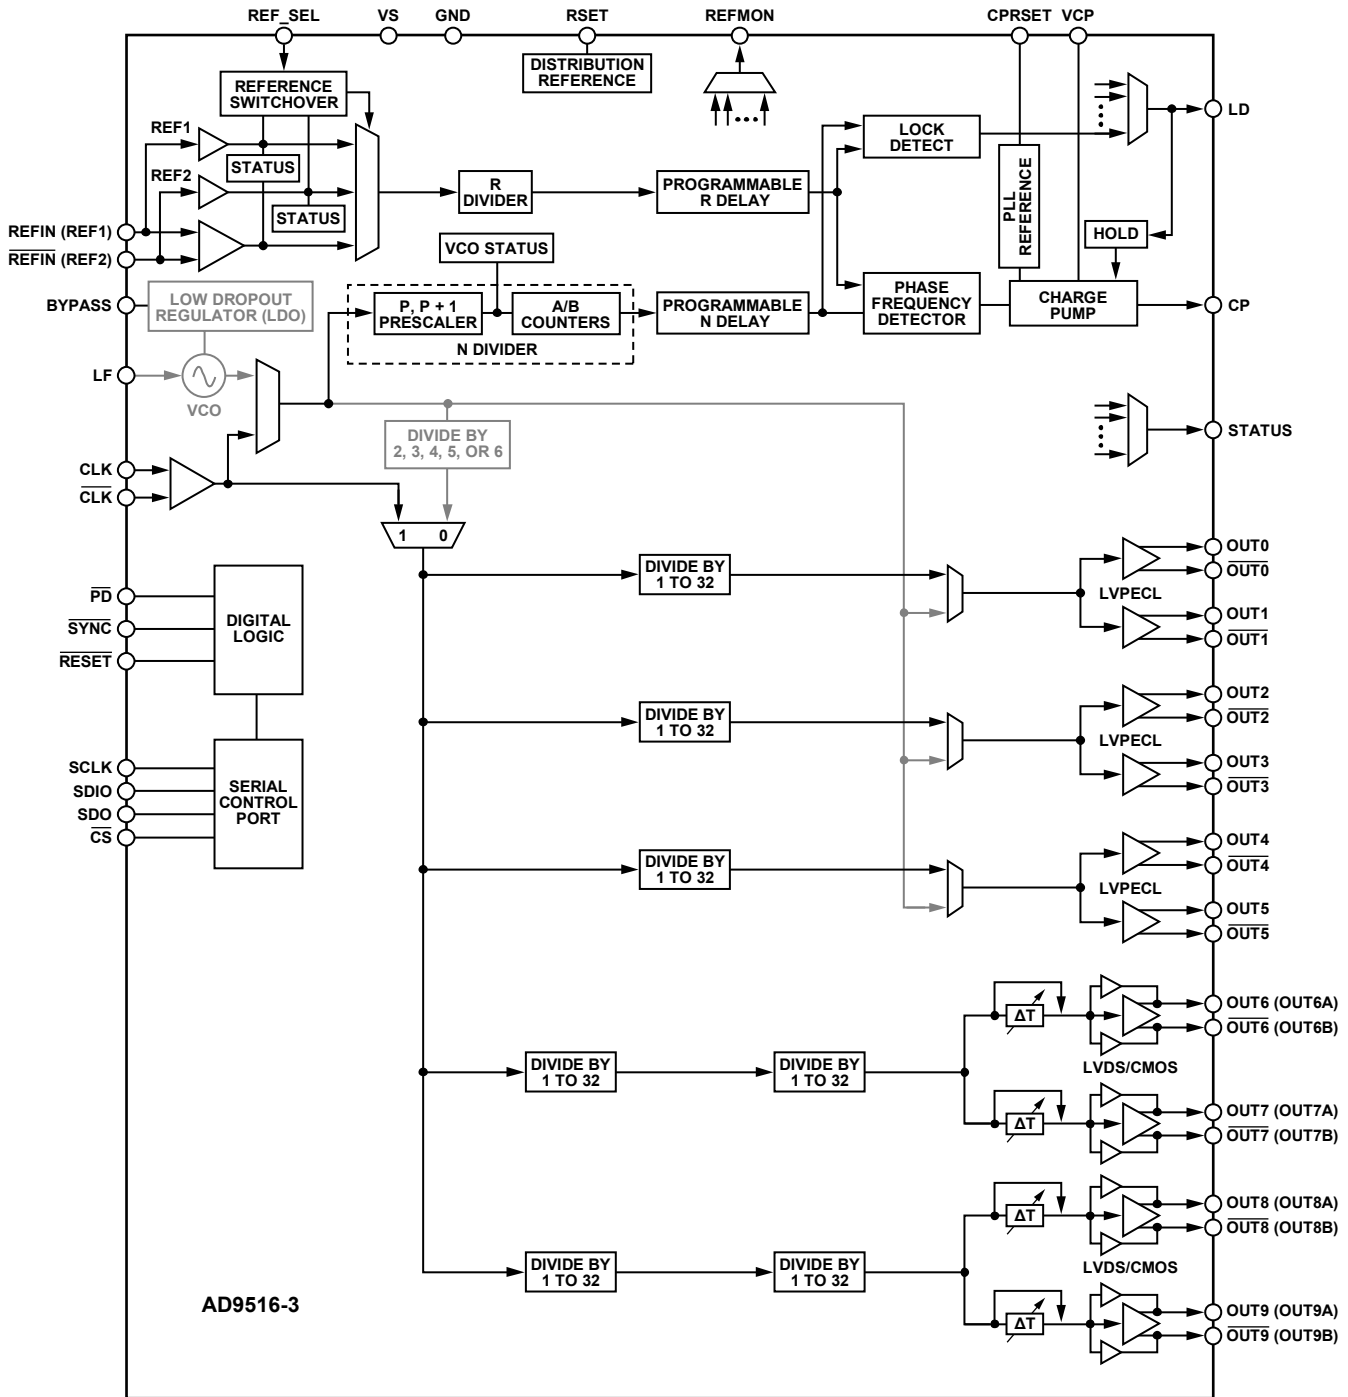 REF_SEL VS GND RSET REFMON CPRSET VCP
DISTRIBUTION
REFERENCE
REFERENCE
SWITCHOVER
LD
REF1
LOCK
DETECT
STATUS
REF2
R
DIVIDER
PROGRAMMABLE
R DELAY
PLL
REFERENCE
STATUS
REFIN (REF1)
REFIN (REF2)
HOLD
VCO STATUS
BYPASS
LOW DROPOUT
REGULATOR (LDO)
P, P + 1
PRESCALER
A/B
COUNTERS
N DIVIDER
PROGRAMMABLE
N DELAY
PHASE
FREQUENCY
DETECTOR
CHARGE
PUMP
CP
LF
VCO
DIVIDE BY
2, 3, 4, 5, OR 6
STATUS
CLK
CLK
1 0
DIVIDE BY
1 TO 32
LVPECL
OUT0
OUT0
OUT1
OUT1
PD
SYNC
RESET
DIGITAL
LOGIC
DIVIDE BY
1 TO 32
LVPECL
OUT2
OUT2
OUT3
OUT3
SCLK
SDIO
SDO
CS
SERIAL
CONTROL
PORT
DIVIDE BY
1 TO 32
LVPECL
OUT4
OUT4
OUT5
OUT5
DIVIDE BY
1 TO 32
DIVIDE BY
1 TO 32
ΔT
ΔT
LVDS/CMOS
OUT6 (OUT6A)
OUT6 (OUT6B)
OUT7 (OUT7A)
OUT7 (OUT7B)
DIVIDE BY
1 TO 32
DIVIDE BY
1 TO 32
ΔT
ΔT
LVDS/CMOS
OUT8 (OUT8A)
OUT8 (OUT8B)
OUT9 (OUT9A)
OUT9 (OUT9B)
AD9516-3